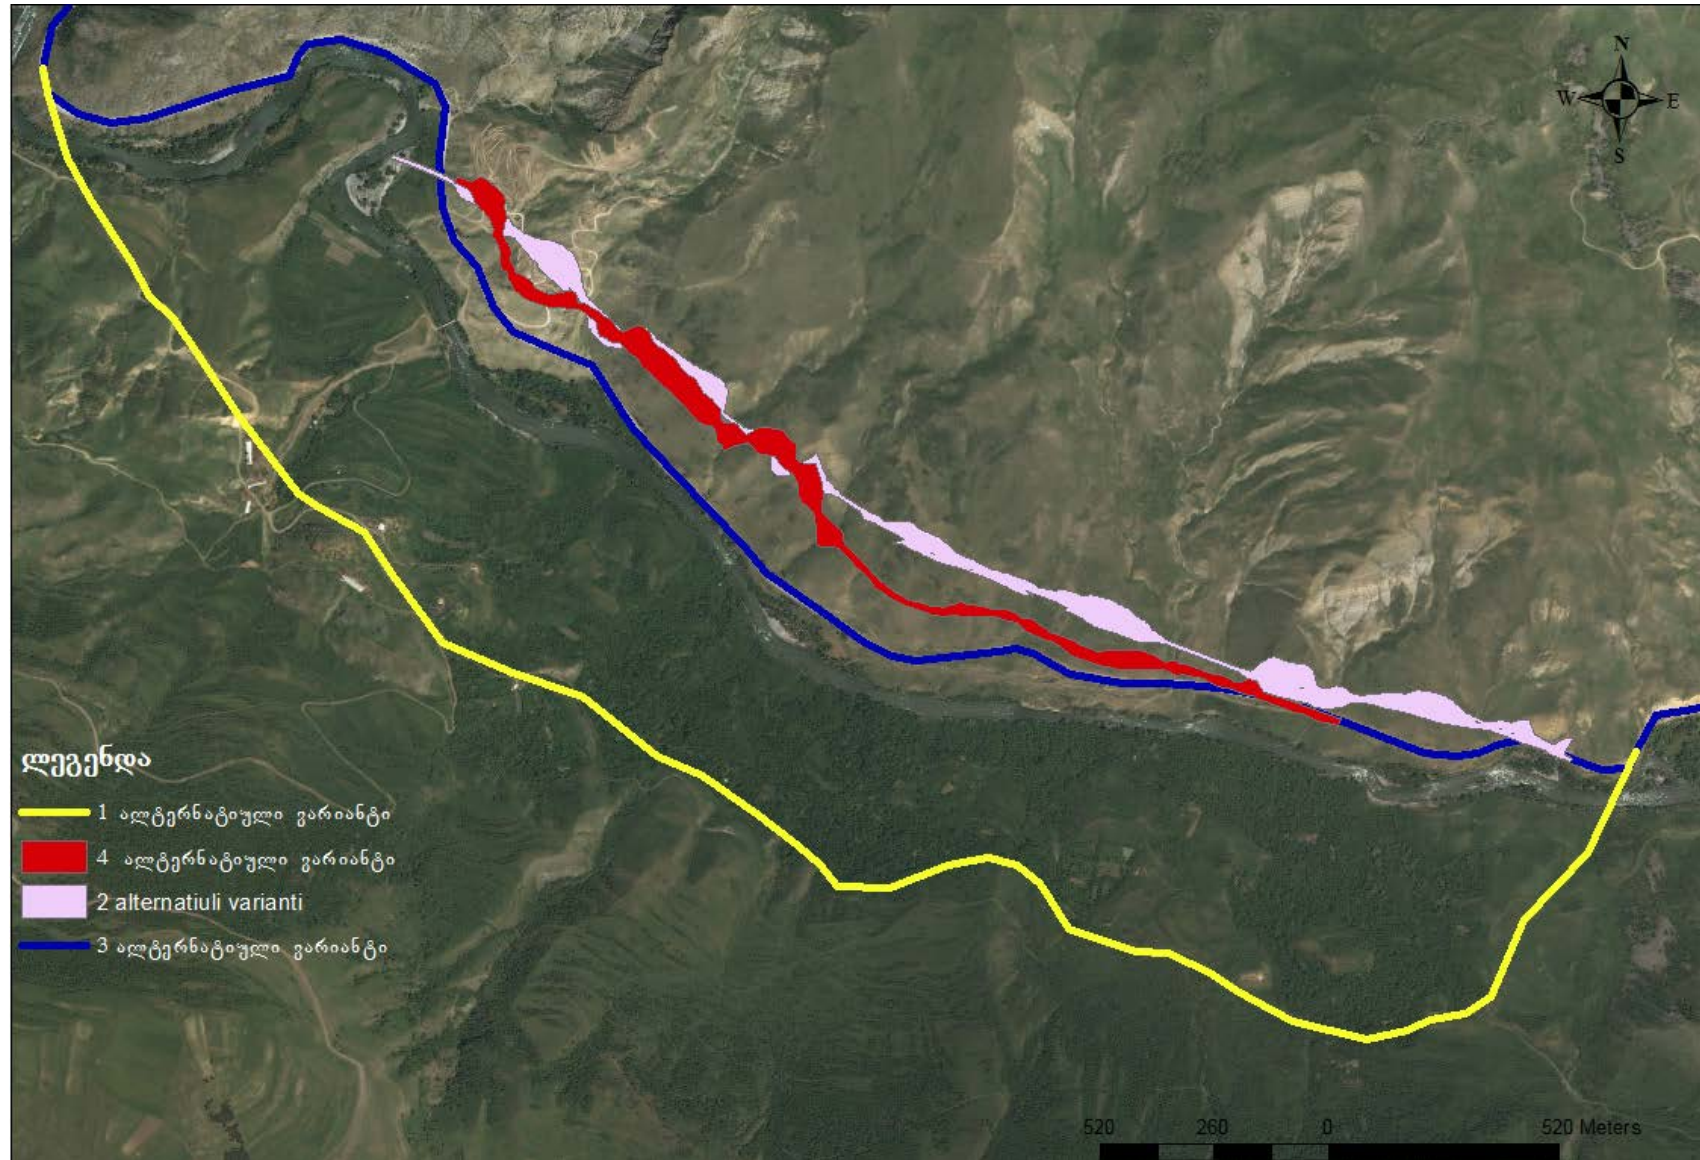 N
W E
S
ლეგენდა
1 ალტერნატიული ვარიანტი
4 ალტერნატიული ვარიანტი
2 alternatiuli varianti
3 ალტერნატიული ვარიანტი
520 260 0 520 Meters